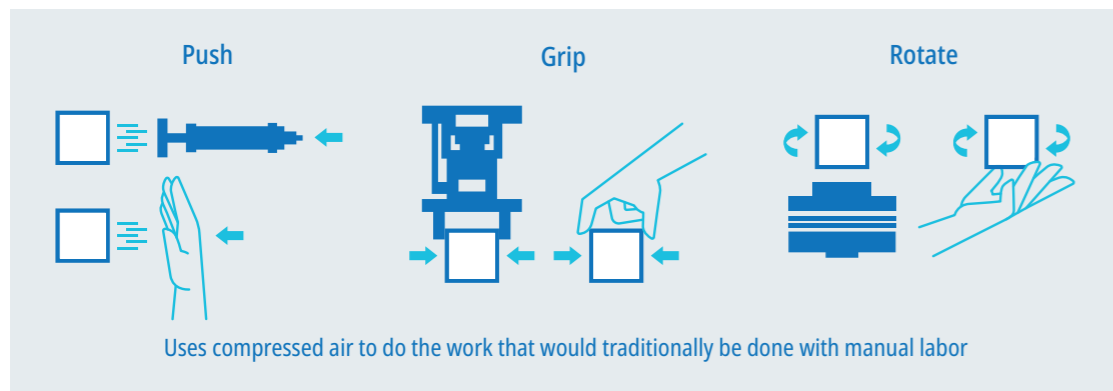 Push
Grip
Rotate
Uses compressed air to do the work that would traditionally be done with manual labor